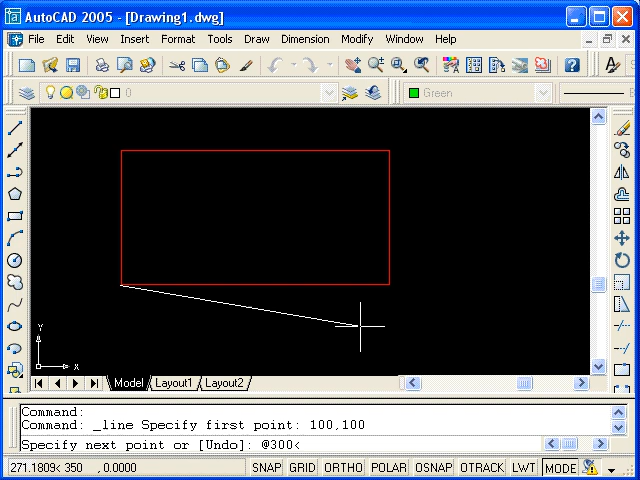 AutoCAD 2005 - [Drawing1.dwg]
File Edit View Insert Format Tools Draw Dimension Modify Window Help
0 Green
Y
X
Model Layout1 Layout2
Command:
Command: _line Specify first point: 100,100
Specify next point or [Undo]: @300<
271.1809< 350 , 0.0000 SNAP GRID ORTHO POLAR OSNAP OTRACK LWT MODEL